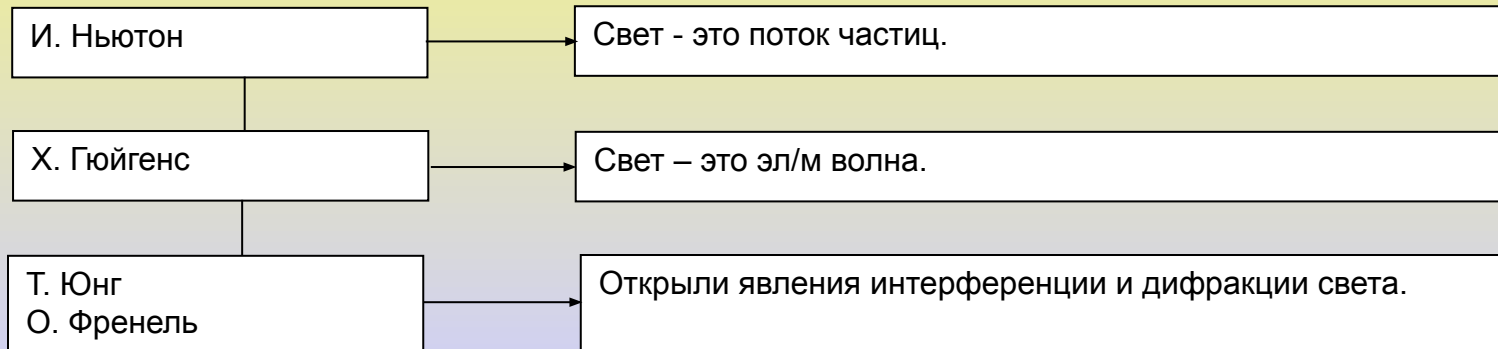 И. Ньютон
Свет - это поток частиц.
Х. Гюйгенс
Свет – это эл/м волна.
Т. Юнг
О. Френель
Открыли явления интерференции и дифракции света.